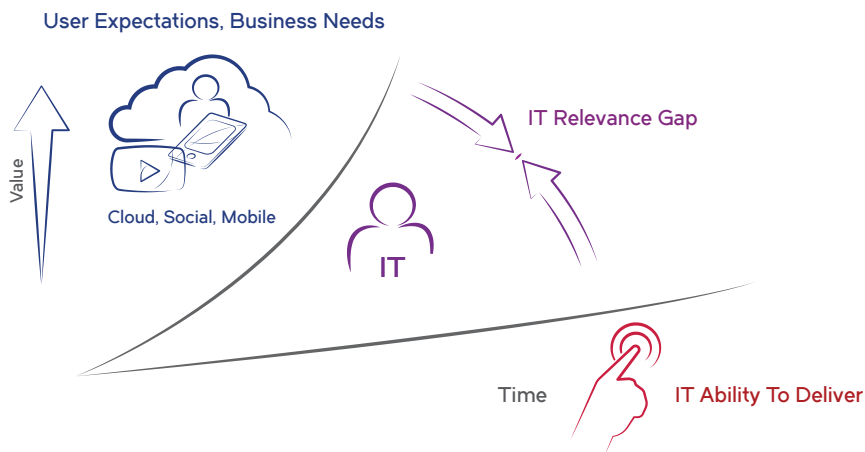 User Expectations, Business Needs
Value
Cloud, Social, Mobile
IT Relevance Gap
IT
Time
IT Ability To Deliver